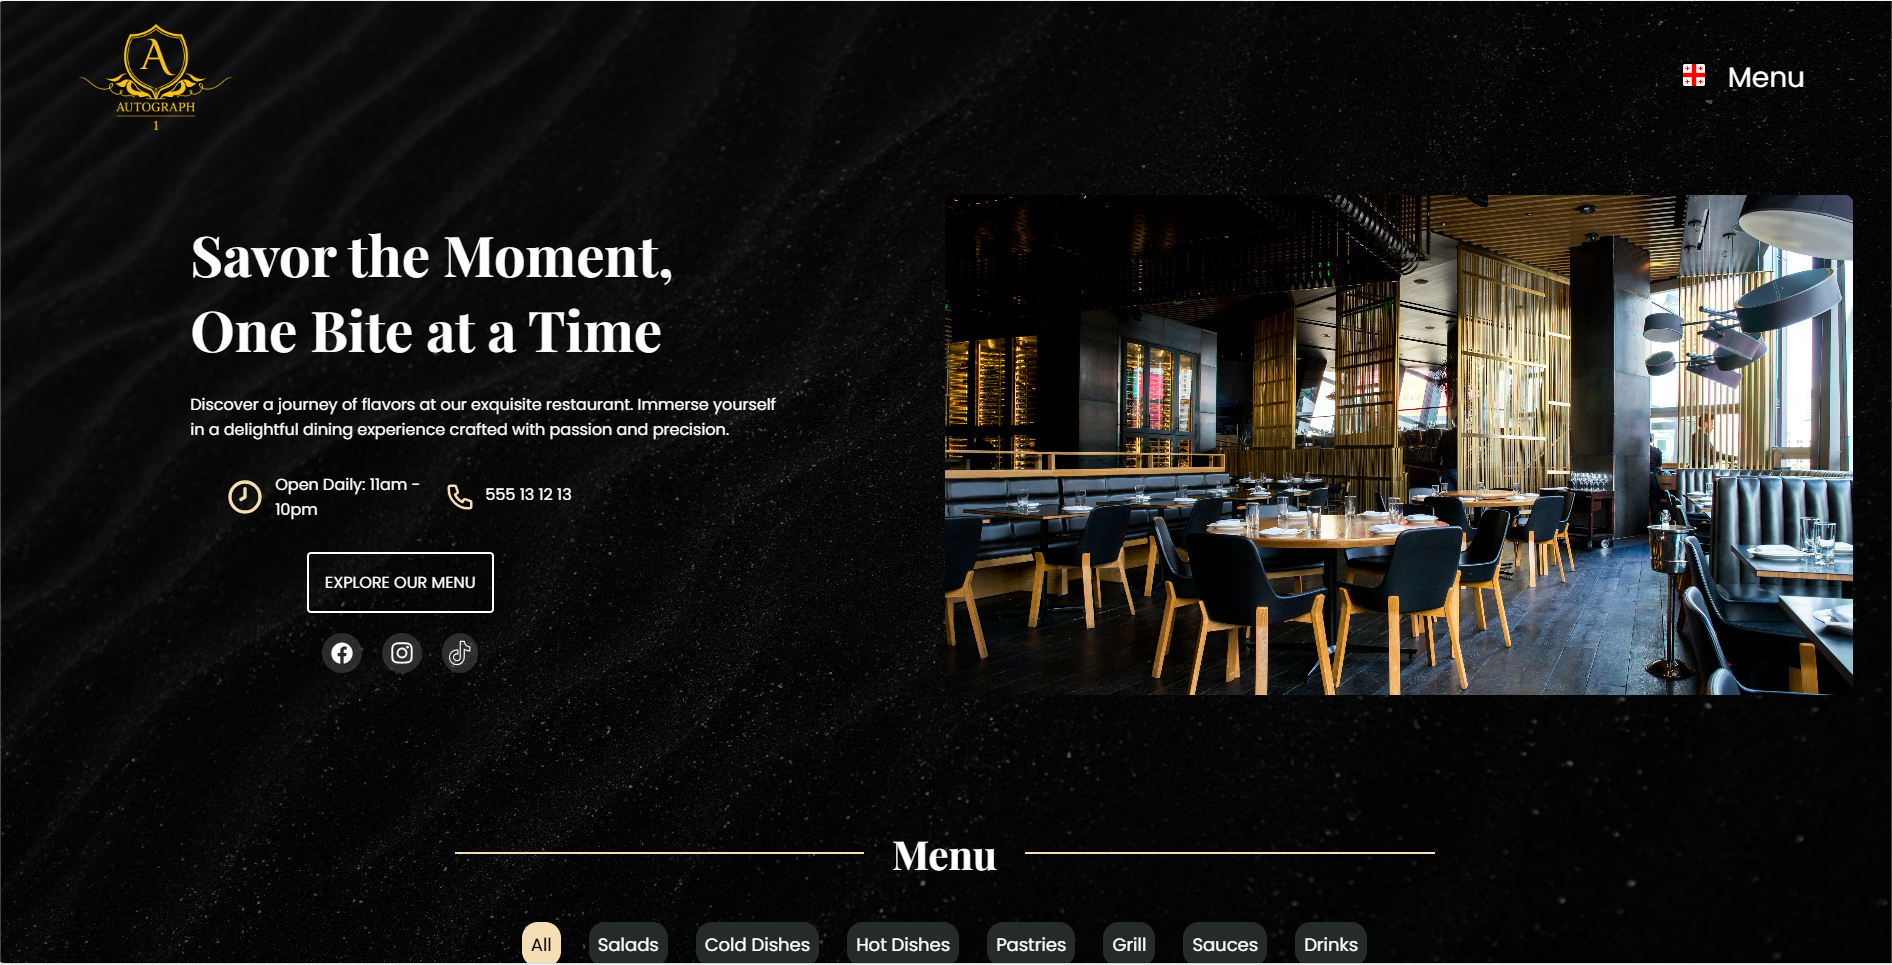 A
AUTOGRAPH
1
Menu
Savor the Moment,
One Bite at a Time
Discover a journey of flavors at our exquisite restaurant. Immerse yourself
in a delightful dining experience crafted with passion and precision.
Open Daily: 11am -
10pm
555 13 12 13
EXPLORE OUR MENU
Menu
All
Salads
Cold Dishes
Hot Dishes
Pastries
Grill
Sauces
Drinks